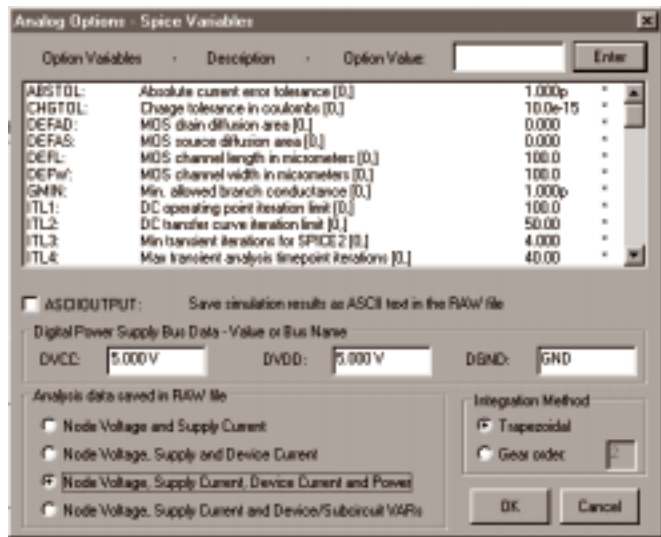 Analog Options - Spice Variables
Option Variables - Description - Option Value: Enter
ABSTOL: Absolute current error tolerance [0,] 1.000p *
CHGTOL: Charge tolerance in coulombs [0,] 10.0e-15 *
DEFAD: MOS drain diffusion area [0,] 0.000 *
DEFAS: MOS source diffusion area [0,] 0.000 *
DEFL: MOS channel length in micrometers [0,] 100.0 *
DEFW: MOS channel width in micrometers [0,] 100.0 *
GMIN: Min. allowed branch conductance [0,] 1.000p *
ITL1: DC operating point iteration limit [0,] 100.0 *
ITL2: DC transfer curve iteration limit [0,] 50.00 *
ITL3: Min transient iterations for SPICE2 [0,] 4.000 *
ITL4: Max transient analysis timepoint iterations [0,] 40.00 *
ASCIIOUTPUT: Save simulation results as ASCII text in the RAW file
Digital Power Supply Bus Data - Value or Bus Name
DVCC: 5.000 V DVDD: 5.000 V DGND: GND
Analysis data saved in RAW file
Node Voltage and Supply Current
Node Voltage, Supply and Device Current
Node Voltage, Supply Current, Device Current and Power
Node Voltage, Supply Current and Device/Subcircuit VARs
Integration Method
Trapezoidal
Gear order: 2
OK Cancel